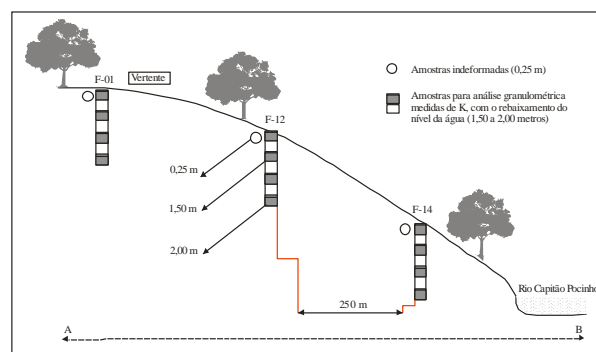 F-01
Vertente
F-12
0,25 m
1,50 m
2,00 m
F-14
250 m
Amostras indeformadas (0,25 m)
Amostras para análise granulométrica
medidas de K, com o rebaixamento do
nível da água (1,50 a 2,00 metros)
Rio Capitão Pocinho
A
B